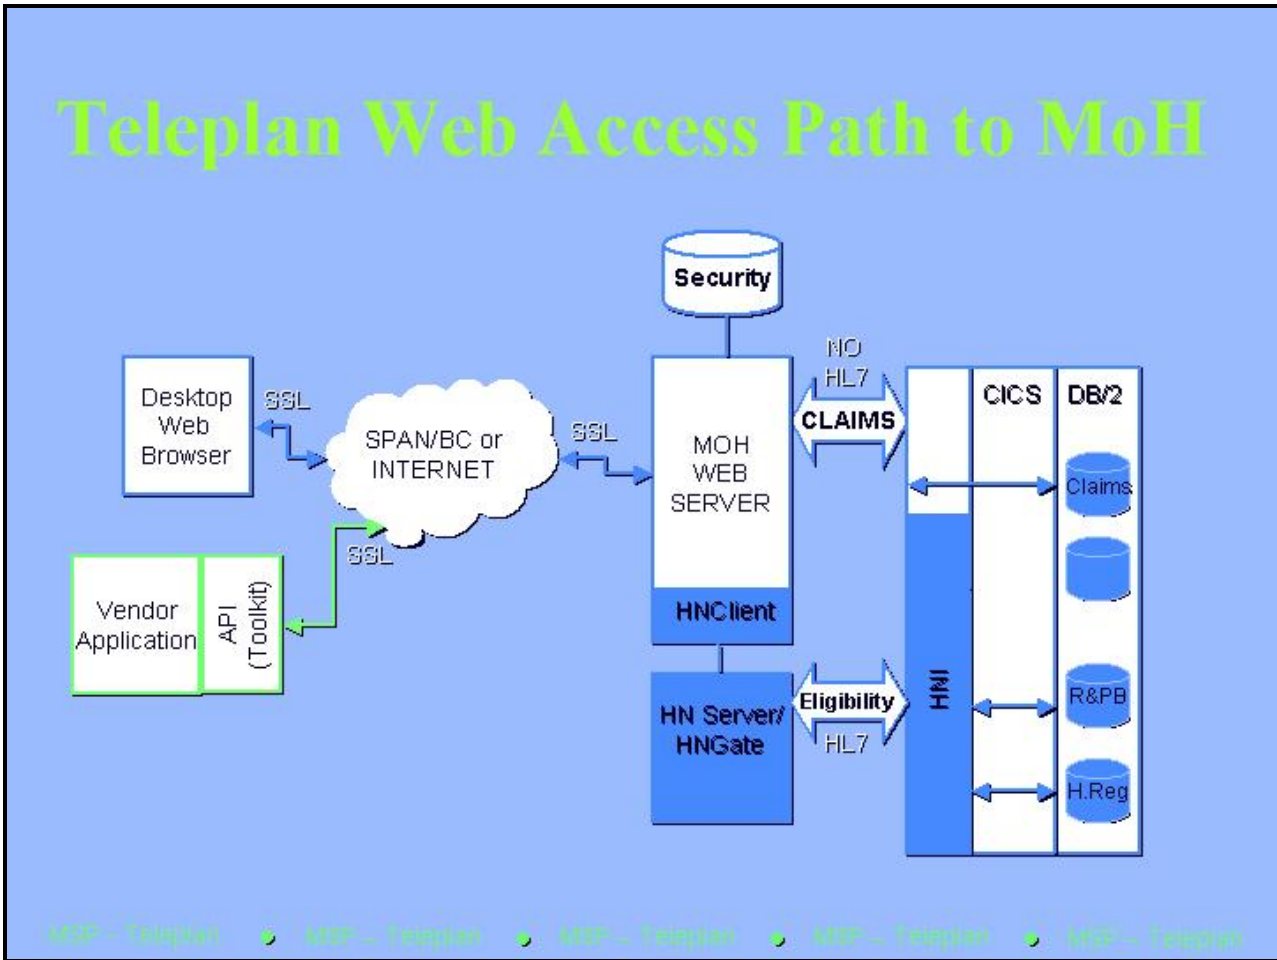 Teleplan Web Access Path to MoH
Security
NO
HL7
CLAIMS
CICS
DB/2
Desktop
Web
Browser
SSL
SPAN/BC or
INTERNET
SSL
MOH
WEB
SERVER
Claims
SSL
Vendor
Application
API
(Toolkit)
HNClient
HN Server/
HNGate
Eligibility
HL7
HNI
R&PB
H.Reg
MSP – Teleplan ● MSP – Teleplan ● MSP – Teleplan ● MSP – Teleplan ● MSP – Teleplan